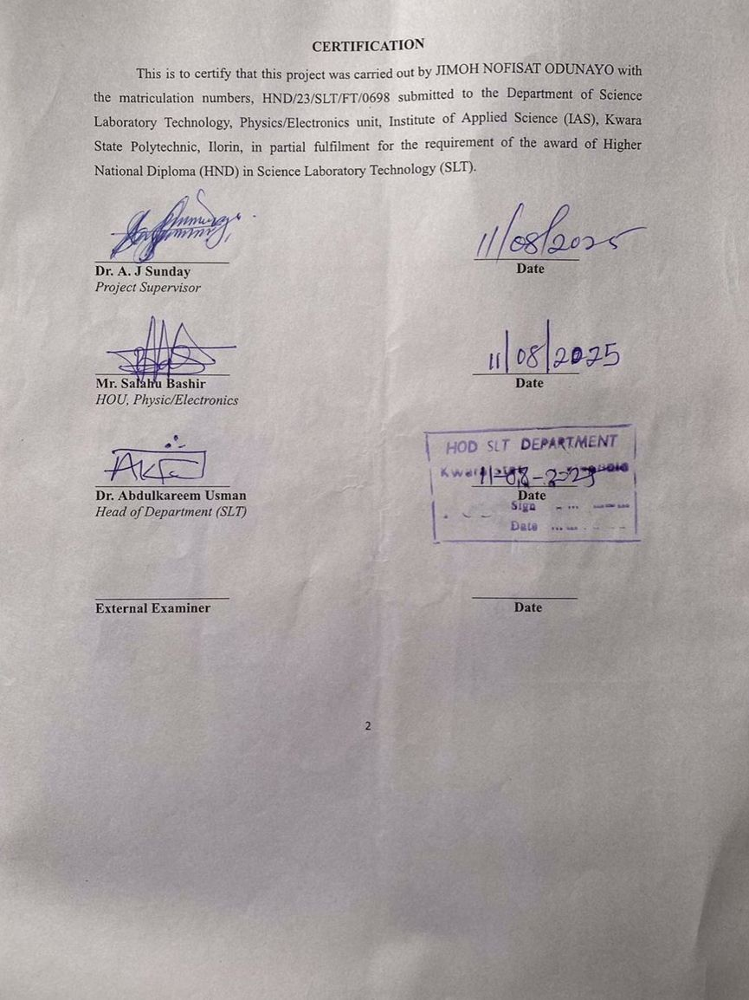 CERTIFICATION
This is to certify that this project was carried out by JIMOH NOFISAT ODUNAYO with
the matriculation numbers, HND/23/SLT/FT/0698 submitted to the Department of Science
Laboratory Technology, Physics/Electronics unit, Institute of Applied Science (IAS), Kwara
State Polytechnic, Ilorin, in partial fulfilment for the requirement of the award of Higher
National Diploma (HND) in Science Laboratory Technology (SLT).
11/08/2025
Dr. A. J Sunday
Date
Project Supervisor
11/08/2025
Mr. Salahu Bashir
Date
HOU, Physic/Electronics
HOD SLT DEPARTMENT
Dr. Abdulkareem Usman
Date
Head of Department (SLT)
Sign
Date
External Examiner
Date
2